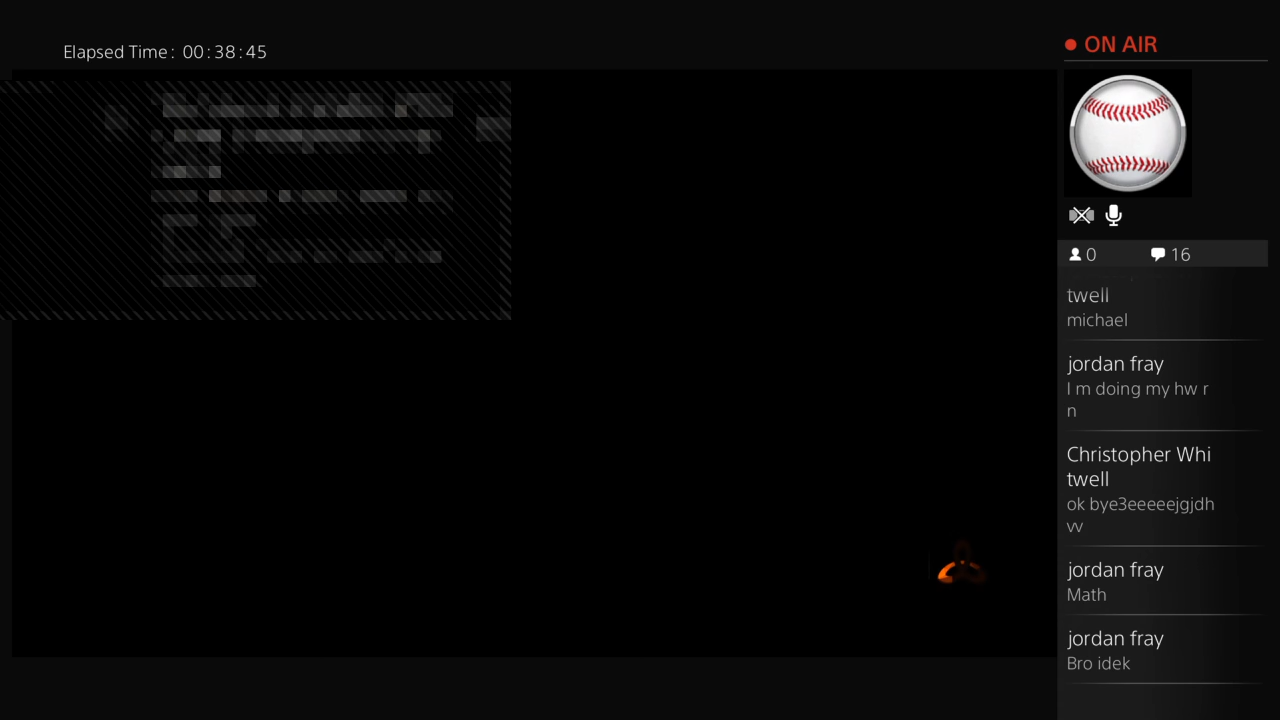 Elapsed Time: 00:38:45
ON AIR
0
16
twell
michael
jordan fray
I m doing my hw r
n
Christopher Whi
twell
ok bye3eeeeejgjdh
vv
jordan fray
Math
jordan fray
Bro idek